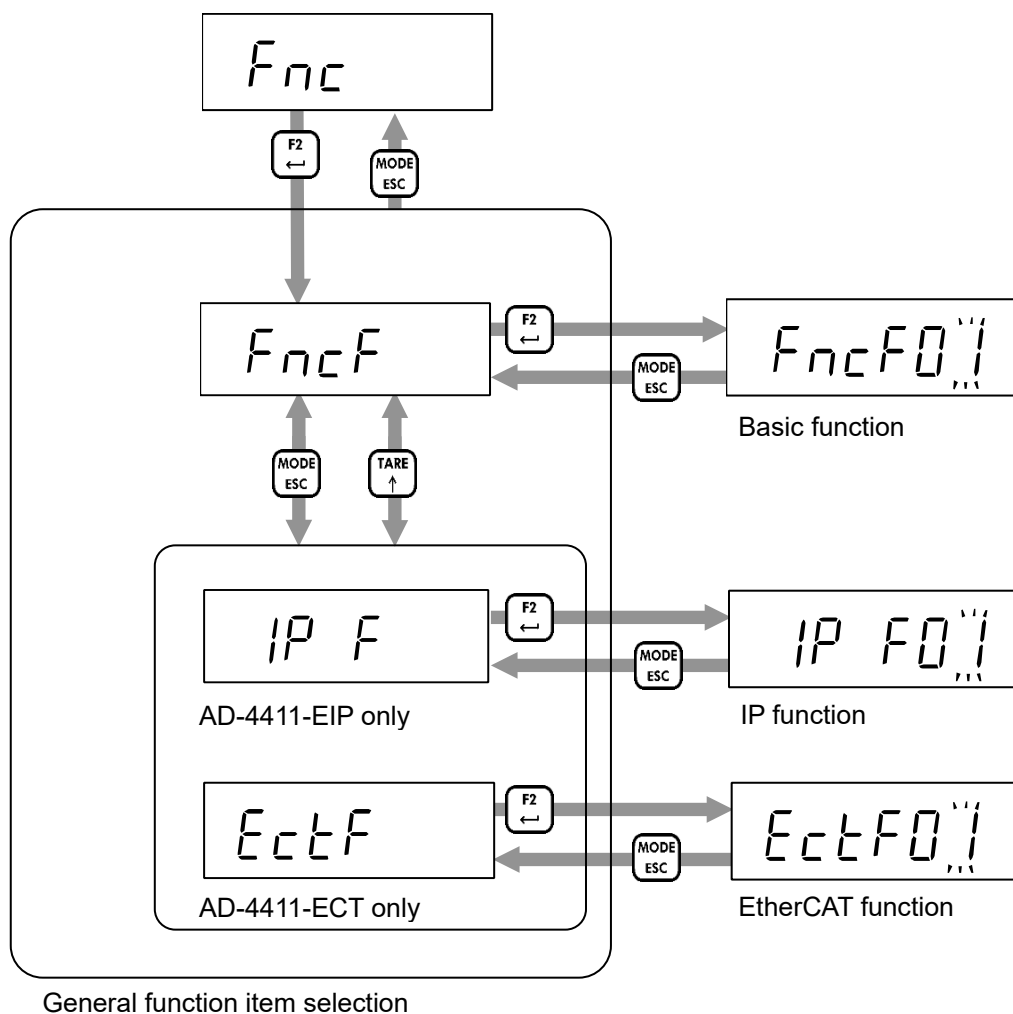 Fnc
F2
←
MODE
ESC
FncF
F2
←
MODE
ESC
FncF01
Basic function
MODE
ESC
TARE
↑
IP F
F2
←
MODE
ESC
IP F01
AD-4411-EIP only
IP function
EctF
F2
←
MODE
ESC
EctF01
AD-4411-ECT only
EtherCAT function
General function item selection